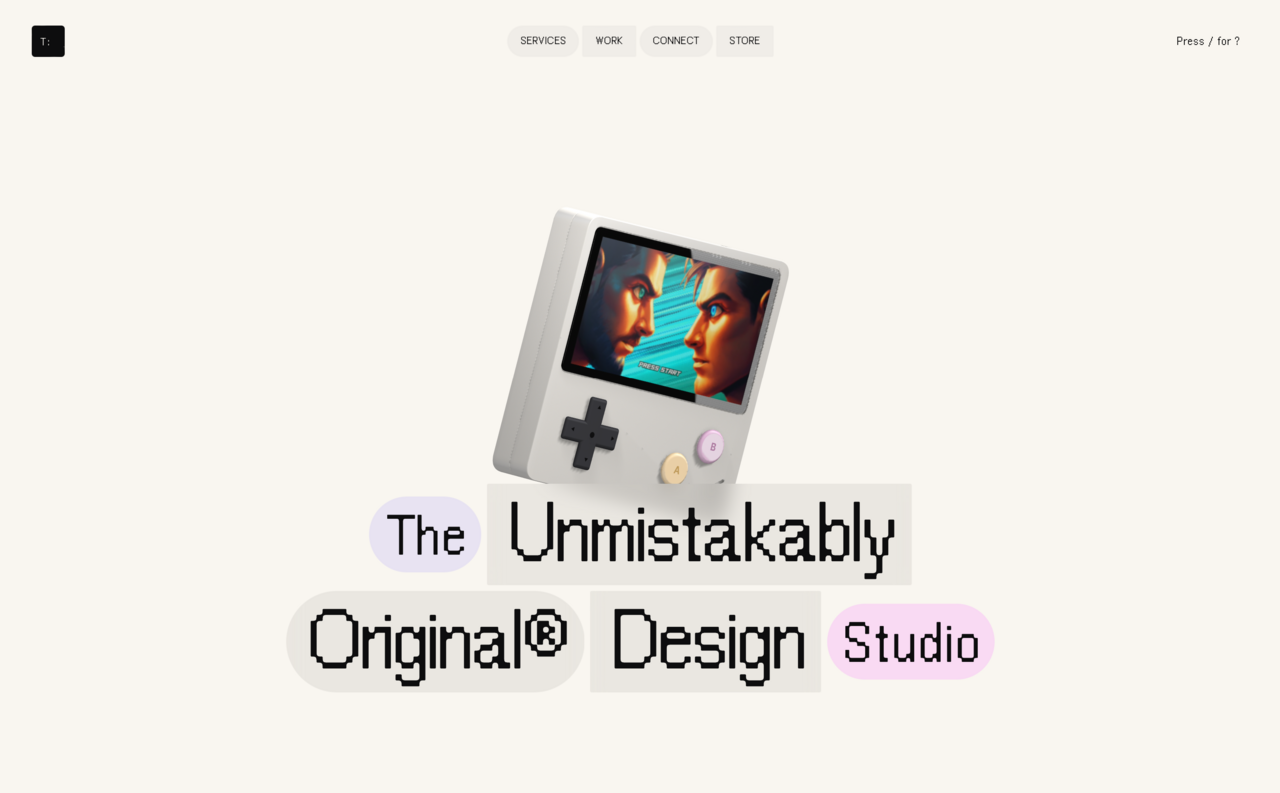 T:
SERVICES WORK CONNECT STORE
Press / for ?
PRESS START
B
A
The Unmistakably
Original® Design Studio